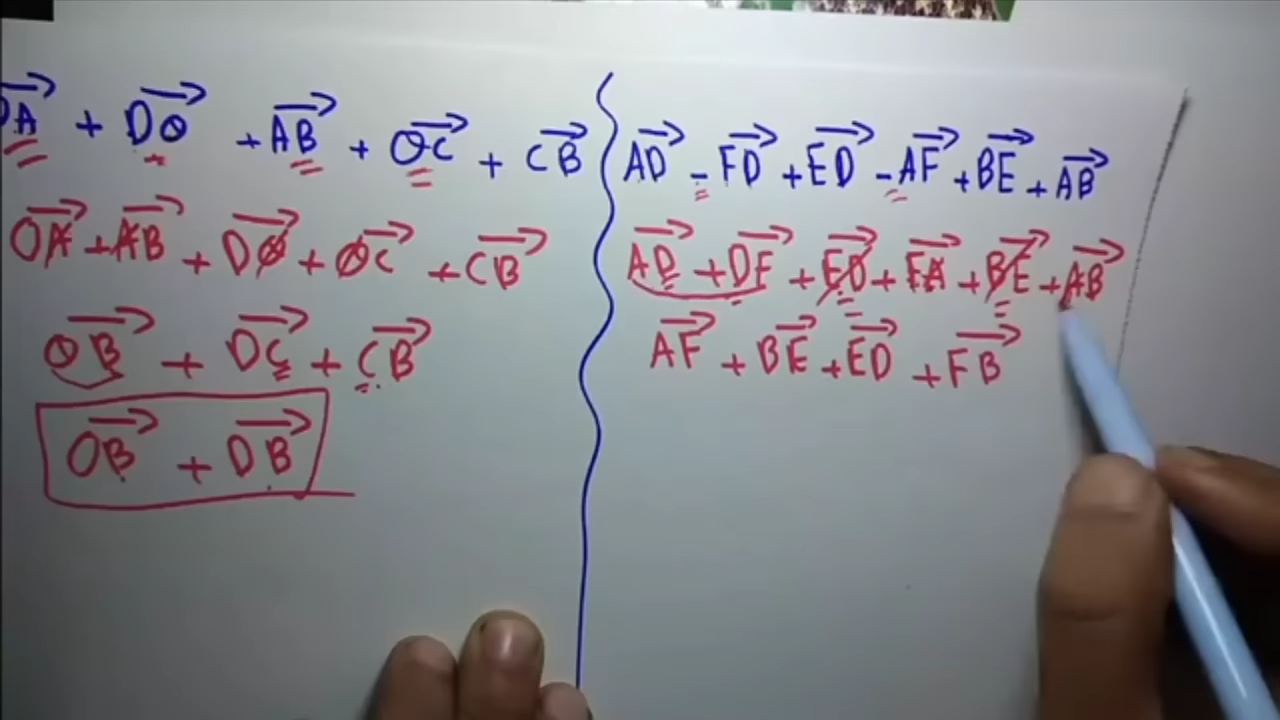 OA + DO + AB + OC + CB
OA + AB + DO + OC + CB
OB + DC + CB
OB + DB
AD - FD + ED - AF + BE + AB
AD + DF + ED + FA + BE + AB
AF + BE + ED + FB